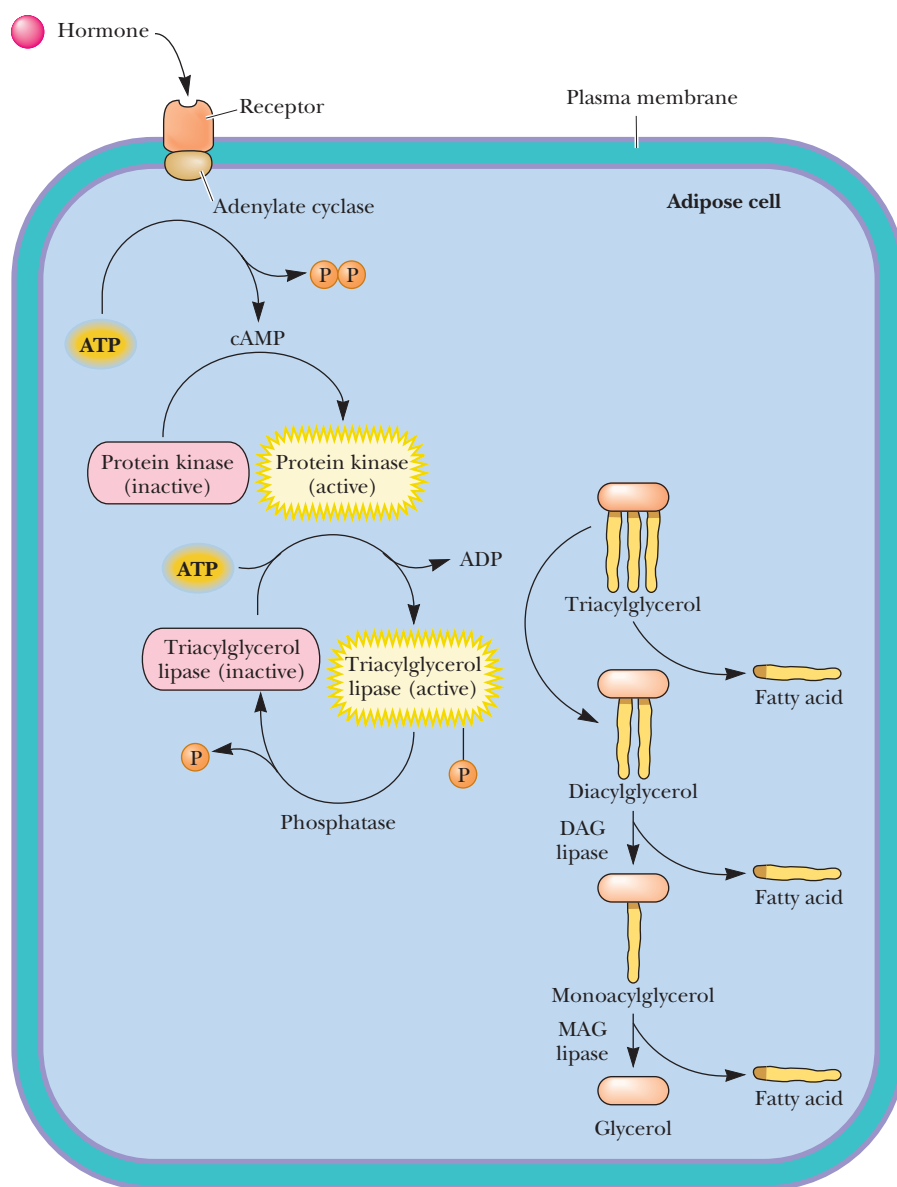 Hormone
Receptor
Plasma membrane
Adenylate cyclase
Adipose cell
P P
ATP
cAMP
Protein kinase
(inactive)
Protein kinase
(active)
ATP
ADP
Triacylglycerol
Triacylglycerol
lipase (inactive)
Triacylglycerol
lipase (active)
Fatty acid
P
P
Diacylglycerol
Phosphatase
DAG
lipase
Fatty acid
Monoacylglycerol
MAG
lipase
Fatty acid
Glycerol